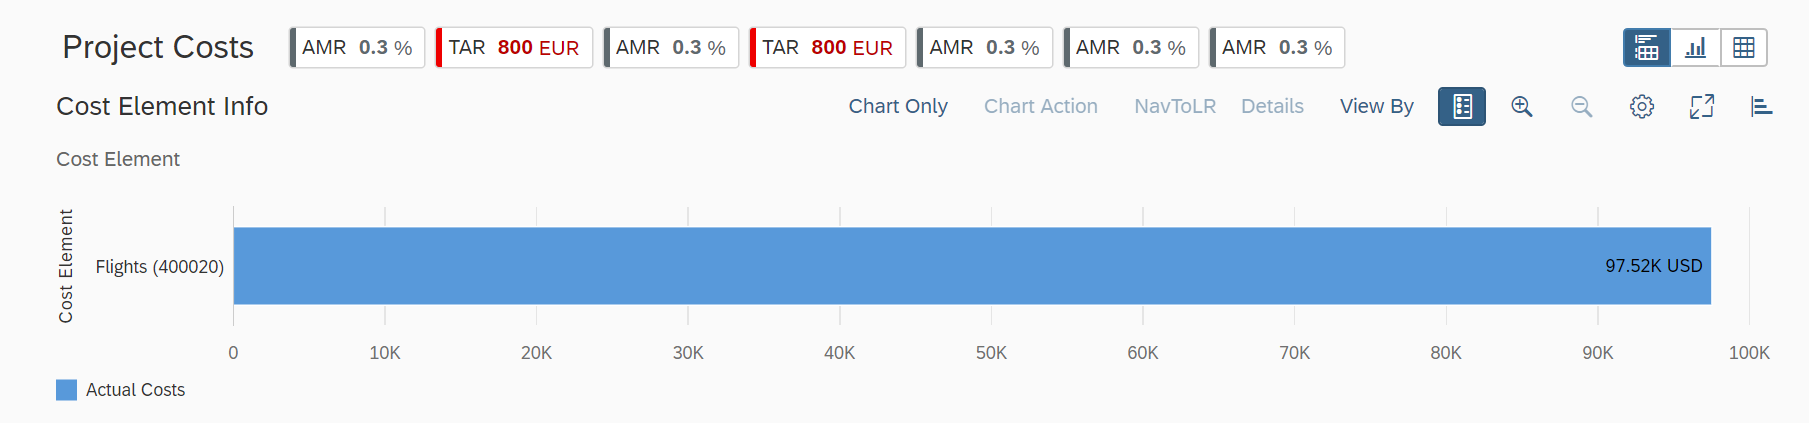 Project Costs AMR 0.3 % TAR 800 EUR AMR 0.3 % TAR 800 EUR AMR 0.3 % AMR 0.3 % AMR 0.3 %
Cost Element Info Chart Only Chart Action NavToLR Details View By
Cost Element
Cost Element
Flights (400020) 97.52K USD
0 10K 20K 30K 40K 50K 60K 70K 80K 90K 100K
Actual Costs